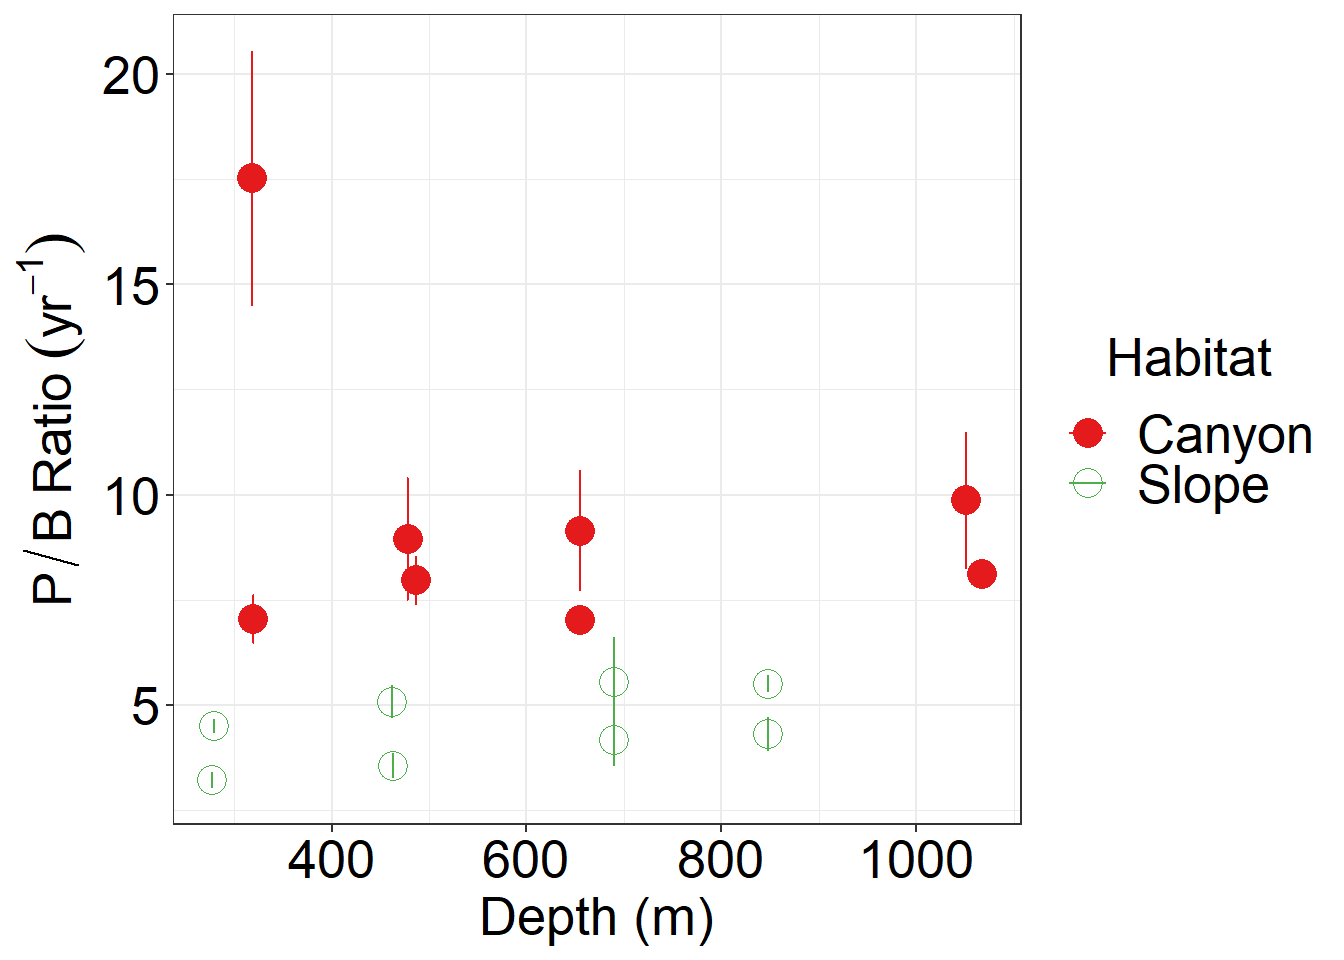 20
15
10
5
P / B Ratio (yr⁻¹)
400 600 800 1000
Depth (m)
Habitat
Canyon
Slope